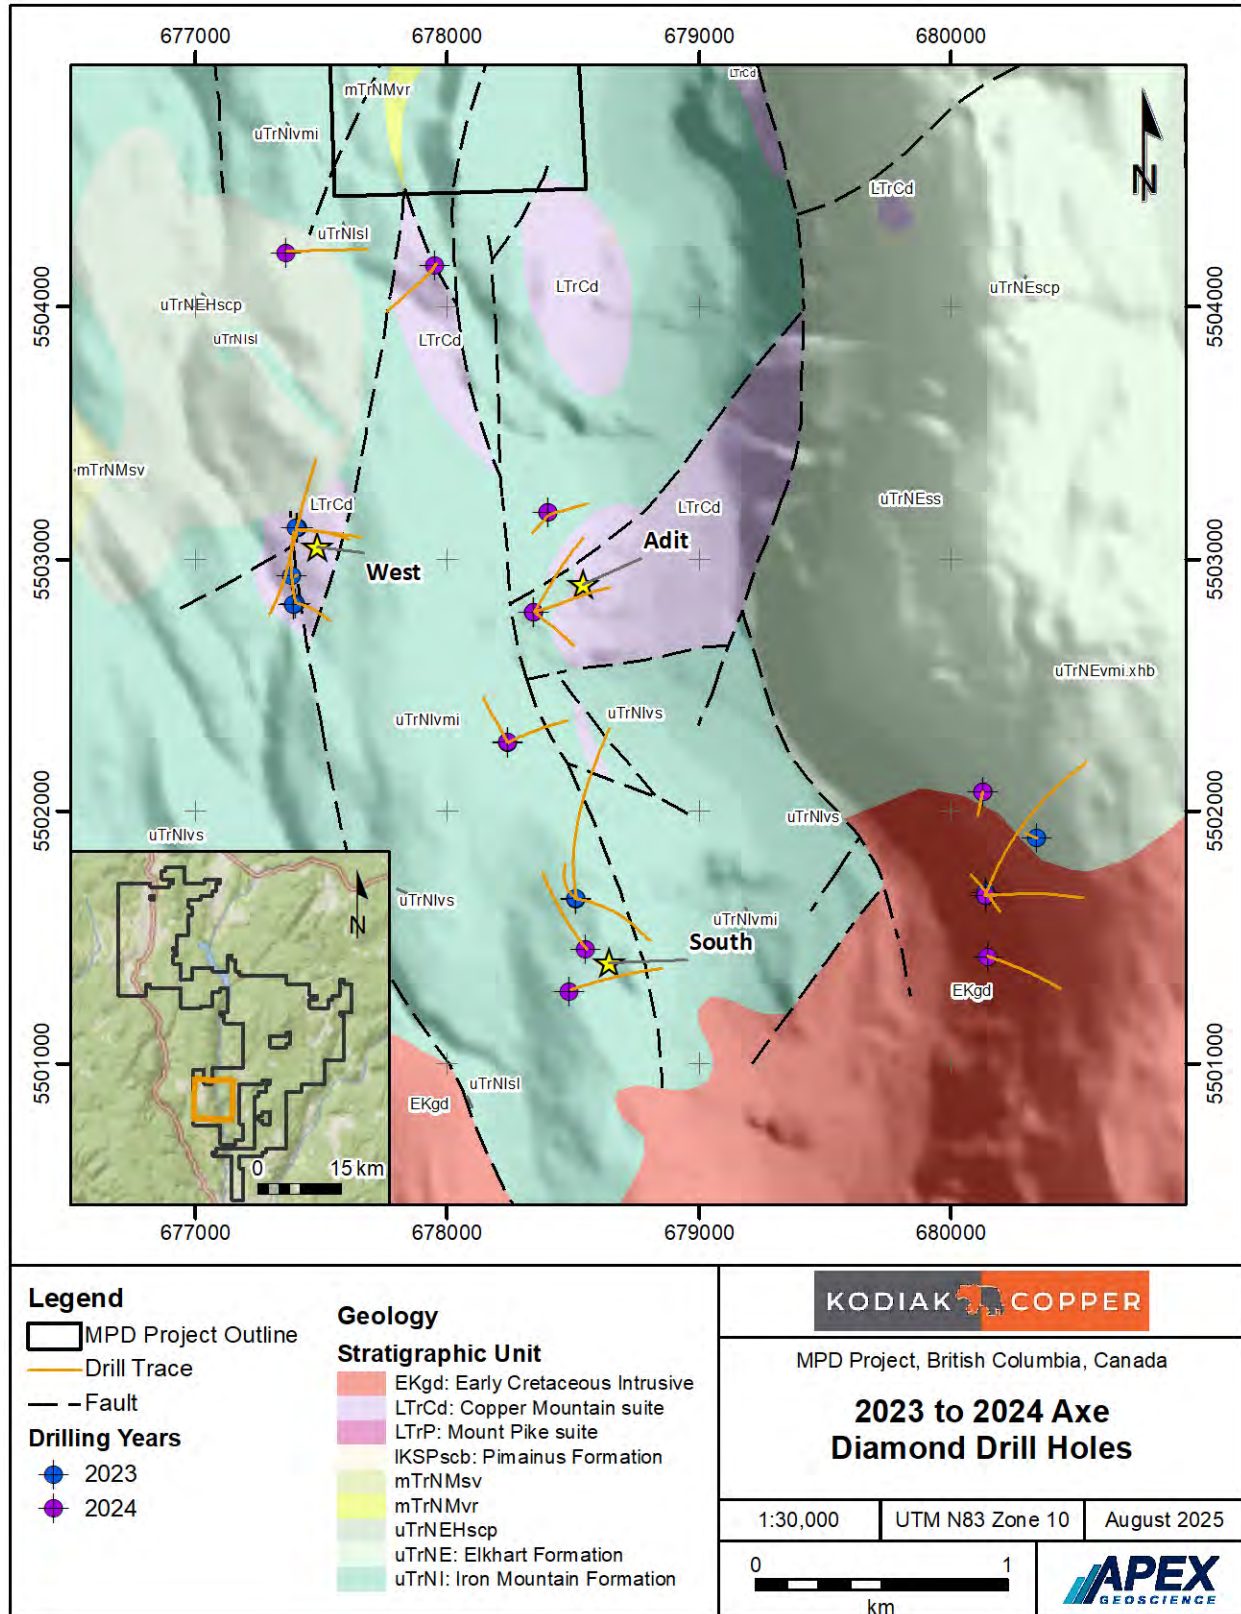 677000 678000 679000 680000
mTrNMvr
LTrCd
uTrNIvmi
N
LTrCd
uTrNIsl
uTrNEscp
LTrCd
uTrNEHscp
5504000
5504000
uTrNIsl
LTrCd
mTrNMsv
LTrCd
LTrCd
uTrNEss
Adit
5503000
5503000
West
uTrNEvmi.xhb
uTrNIvs
uTrNIvmi
5502000
5502000
uTrNIvs
uTrNIvs
uTrNIvs
uTrNIvmi
South
N
EKgd
5501000
5501000
uTrNIsl
EKgd
0 15 km
677000 678000 679000 680000
Legend
MPD Project Outline
Drill Trace
Fault
Drilling Years
2023
2024
Geology
Stratigraphic Unit
EKgd: Early Cretaceous Intrusive
LTrCd: Copper Mountain suite
LTrP: Mount Pike suite
lKSPscb: Pimainus Formation
mTrNMsv
mTrNMvr
uTrNEHscp
uTrNE: Elkhart Formation
uTrNI: Iron Mountain Formation
KODIAK COPPER
MPD Project, British Columbia, Canada
2023 to 2024 Axe
Diamond Drill Holes
1:30,000 UTM N83 Zone 10 August 2025
0 1
km
APEX
GEOSCIENCE